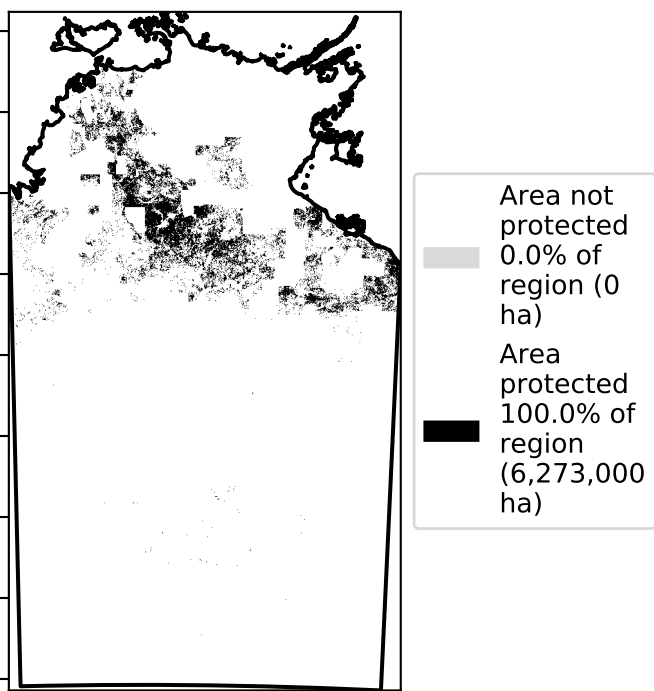 Area not
protected
0.0% of
region (0
ha)
Area
protected
100.0% of
region
(6,273,000
ha)